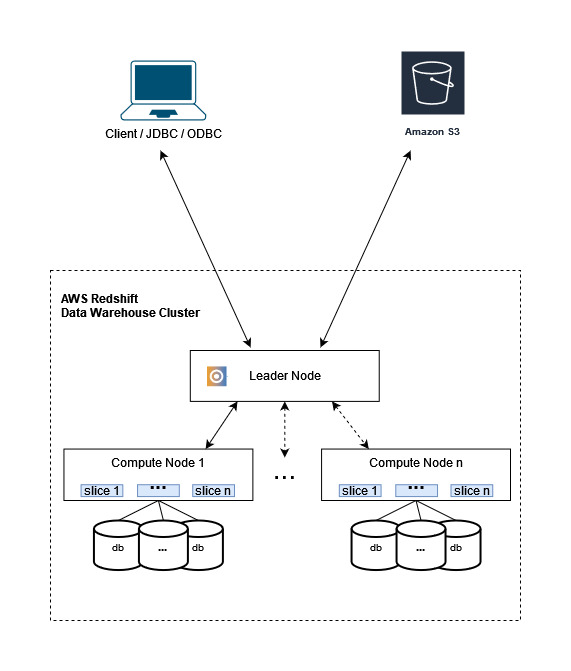 Client / JDBC / ODBC
Amazon S3
AWS Redshift
Data Warehouse Cluster
Leader Node
Compute Node 1
slice 1
...
slice n
...
Compute Node n
slice 1
...
slice n
db
...
db
db
...
db